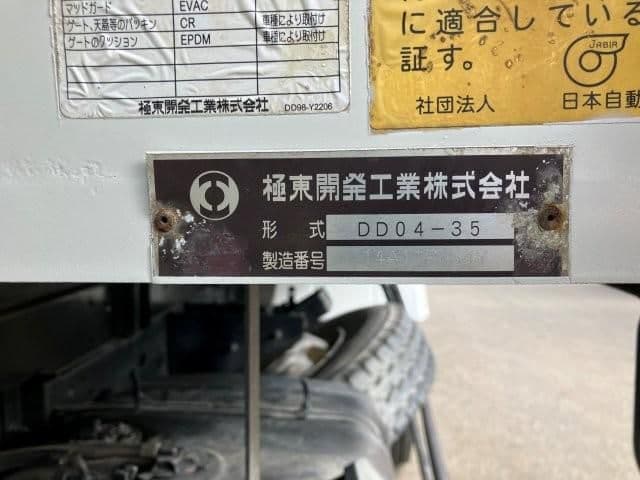 マッドガード EVAC
ゲート、天蓋等のパッキン CR 車種により取付け
ゲートのクッション EPDM 車種により取付け
極東開発工業株式会社 DD98-Y2206
に適合している
証す。
JABIA
社団法人 日本自動
極東開発工業株式会社
形式 DD04-35
製造番号